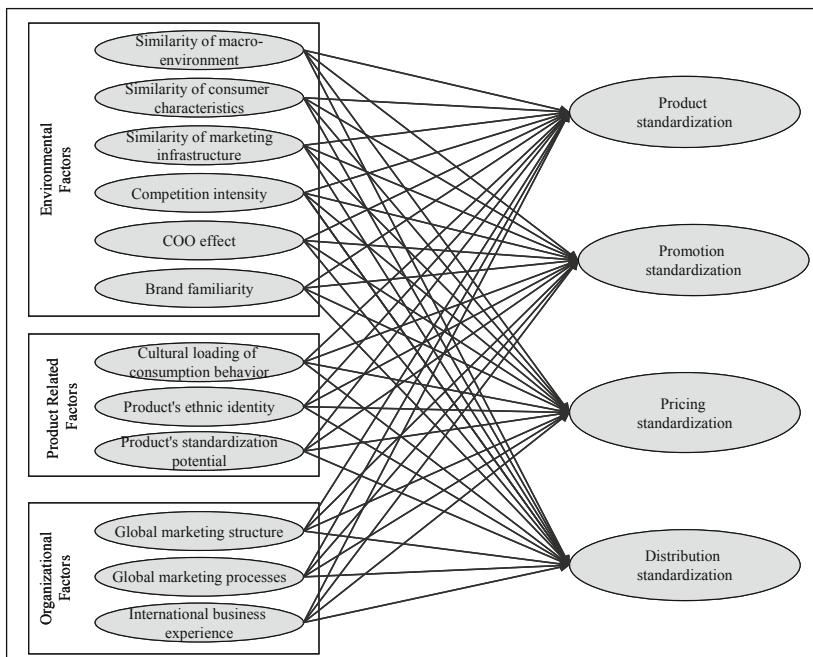 Environmental
Factors
Similarity of macro-
environment
Similarity of consumer
characteristics
Similarity of marketing
infrastructure
Competition intensity
COO effect
Brand familiarity
Product Related
Factors
Cultural loading of
consumption behavior
Product's ethnic identity
Product's standardization
potential
Organizational
Factors
Global marketing structure
Global marketing processes
International business
experience
Product
standardization
Promotion
standardization
Pricing
standardization
Distribution
standardization